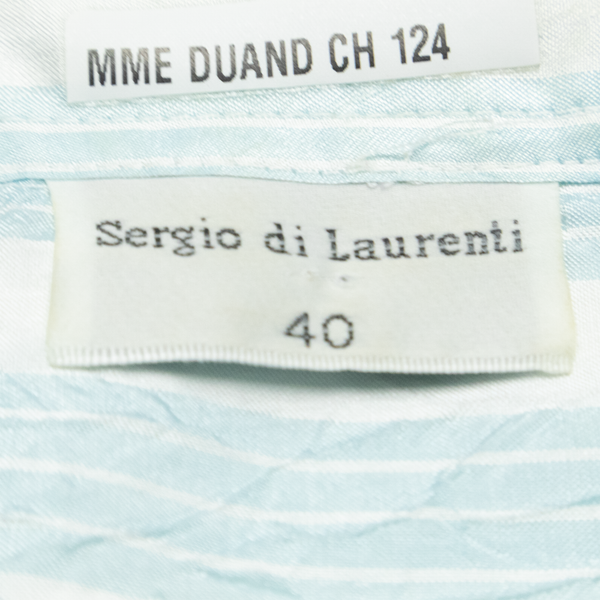 MME DUAND CH 124
Sergio di Laurenti
40